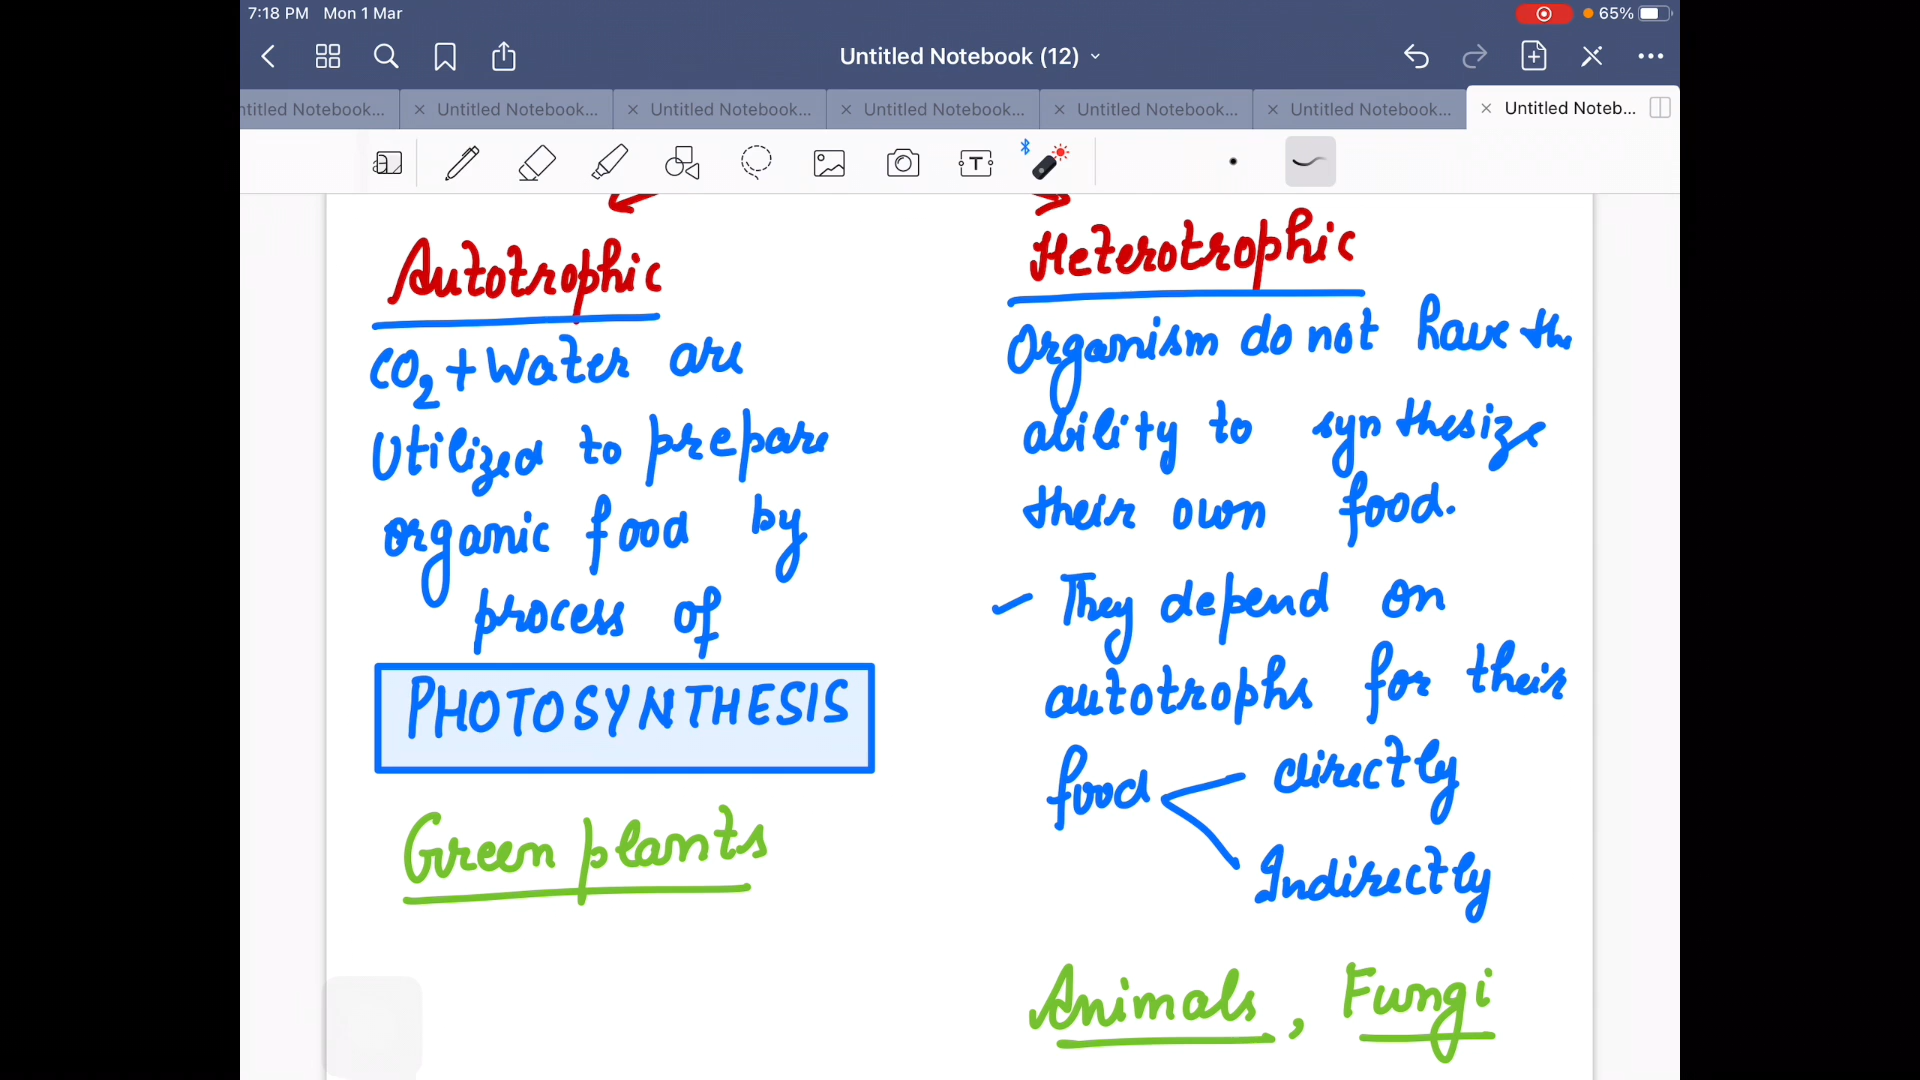 7:18 PM Mon 1 Mar
65%
Untitled Notebook (12)
ntitled Notebook...
Untitled Notebook...
Untitled Notebook...
Untitled Notebook...
Untitled Notebook...
Untitled Notebook...
Untitled Noteb...
Autotrophic
CO2 + Water are
Utilized to prepare
organic food by
process of
PHOTOSYNTHESIS
Green plants
Heterotrophic
Organism do not have the
ability to synthesize
their own food.
- They depend on
autotrophs for their
food
directly
Indirectly
Animals, Fungi